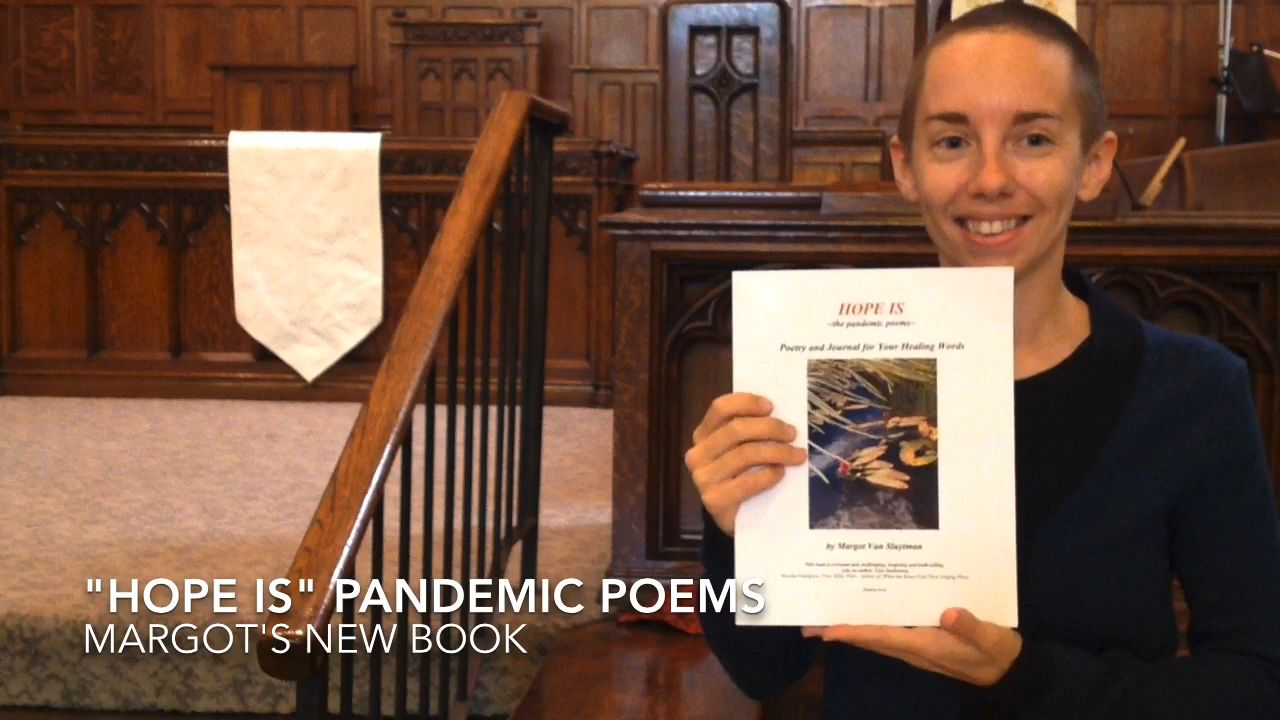 HOPE IS
~the pandemic poems~
Poetry and Journal for Your Healing Words
by Margot Van Sluytman
"HOPE IS" PANDEMIC POEMS
MARGOT'S NEW BOOK